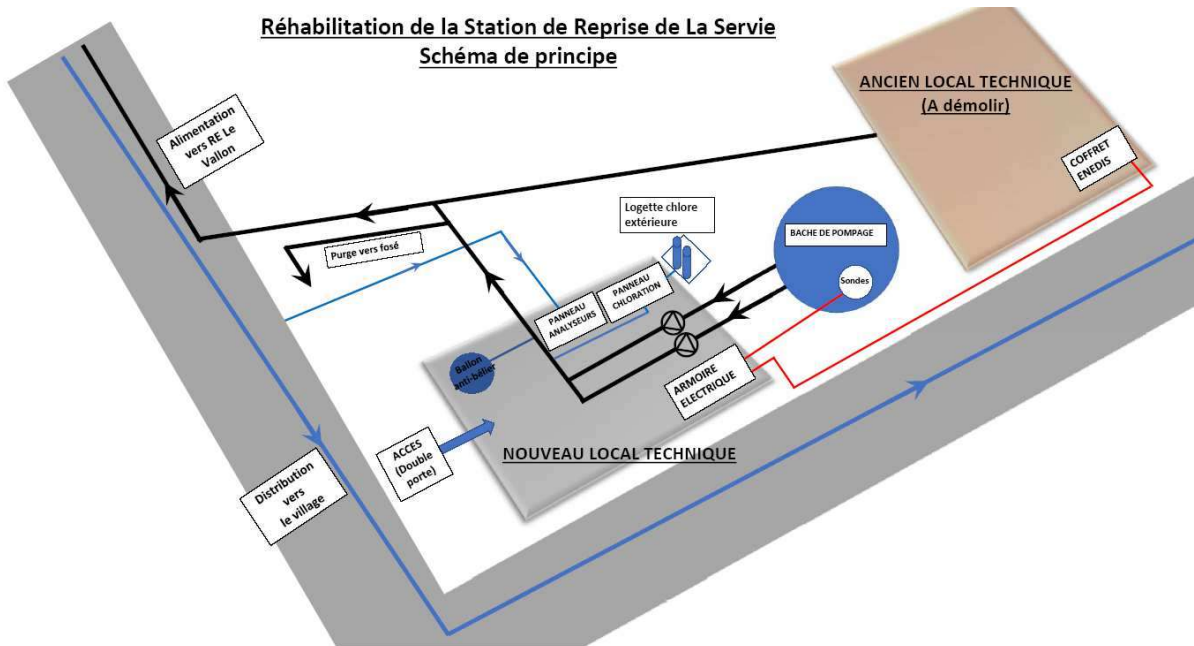 Réhabilitation de la Station de Reprise de La Servie
Schéma de principe
ANCIEN LOCAL TECHNIQUE
(A démolir)
Alimentation
vers RE Le
Vallon
COFFRET
ENEDIS
Logette chlore
extérieure
BACHE DE POMPAGE
Purge vers fosé
Sondes
PANNEAU
CHLORATION
PANNEAU
ANALYSEURS
Ballon
anti-bélier
ARMOIRE
ELECTRIQUE
ACCES
(Double
porte)
NOUVEAU LOCAL TECHNIQUE
Distribution
vers
le village